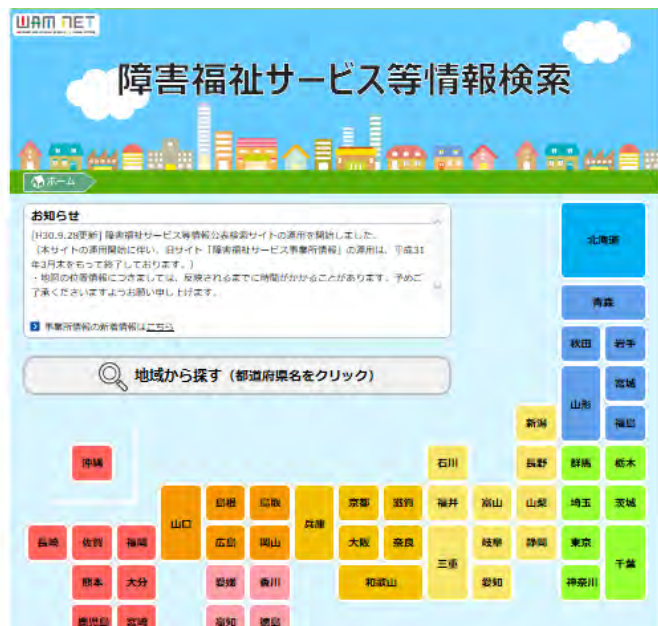 WAM NET
障害福祉サービス等情報検索
ホーム
お知らせ
[H30.9.28更新] 障害福祉サービス等情報公表検索サイトの運用を開始しました。
（本サイトの運用開始に伴い、旧サイト「障害福祉サービス事業所情報」の運用は、平成31
年3月末をもって終了しております。）
・地図の位置情報につきましては、反映されるまでに時間がかかることがあります。予めご
了承くださいますようお願い申し上げます。
事業所情報の新着情報はこちら
地域から探す（都道府県名をクリック）
北海道
青森
秋田 岩手
宮城
山形
新潟 福島
沖縄 石川 長野 群馬 栃木
島根 鳥取 京都 滋賀 福井 富山 山梨 埼玉 茨城
山口 兵庫
長崎 佐賀 福岡 広島 岡山 大阪 奈良 岐阜 静岡 東京
三重 千葉
熊本 大分 愛媛 香川 和歌山 愛知 神奈川
鹿児島 宮崎 高知 徳島